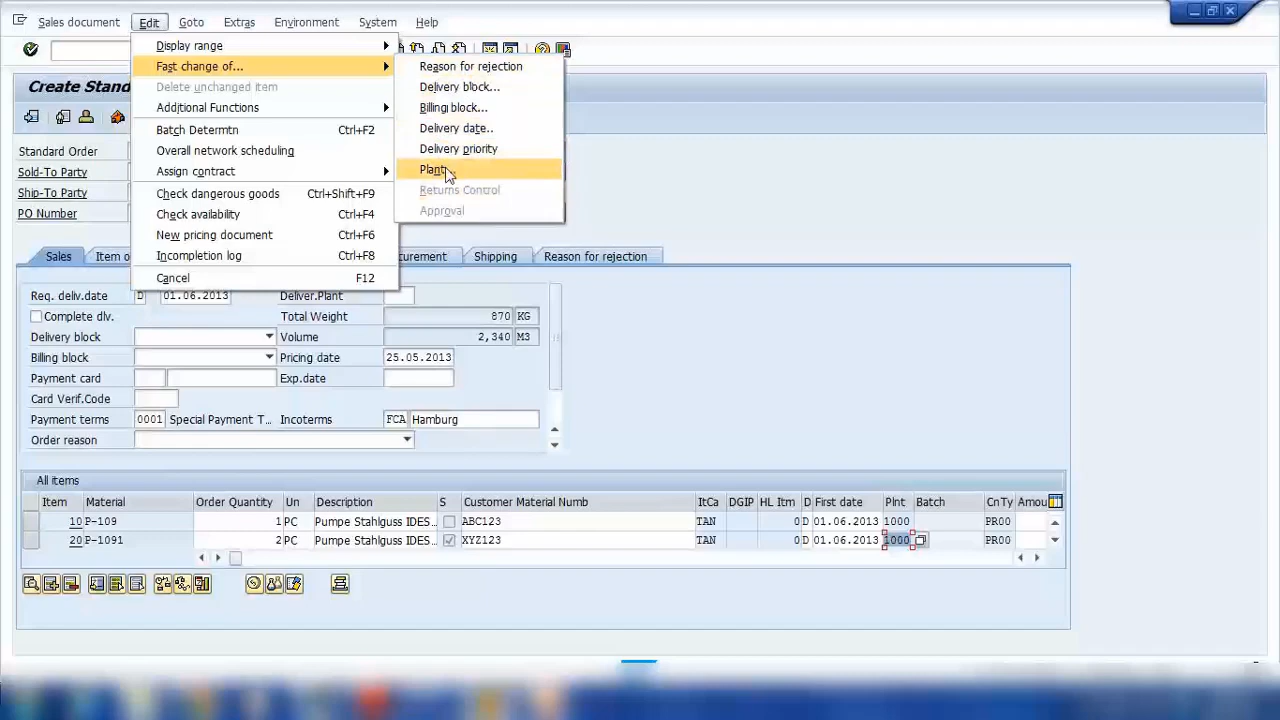 Sales document Edit Goto Extras Environment System Help
Display range
Fast change of...
Delete unchanged item
Additional Functions
Batch Determtn Ctrl+F2
Overall network scheduling
Assign contract
Check dangerous goods Ctrl+Shift+F9
Check availability Ctrl+F4
New pricing document Ctrl+F6
Incompletion log Ctrl+F8
Cancel F12
Reason for rejection
Delivery block...
Billing block...
Delivery date..
Delivery priority
Plant
Returns Control
Approval
Create Stand
Standard Order
Sold-To Party
Ship-To Party
PO Number
Sales Item o urement Shipping Reason for rejection
Req. deliv.date D 01.06.2013 Deliver.Plant
Complete dlv. Total Weight 870 KG
Delivery block Volume 2,340 M3
Billing block Pricing date 25.05.2013
Payment card Exp.date
Card Verif.Code
Payment terms 0001 Special Payment T... Incoterms FCA Hamburg
Order reason
All items
Item Material Order Quantity Un Description S Customer Material Numb ItCa DGIP HL Itm D First date Plnt Batch CnTy Amou
10 P-109 1 PC Pumpe Stahlguss IDES... ABC123 TAN 0 D 01.06.2013 1000 PR00
20 P-1091 2 PC Pumpe Stahlguss IDES... XYZ123 TAN 0 D 01.06.2013 1000 PR00